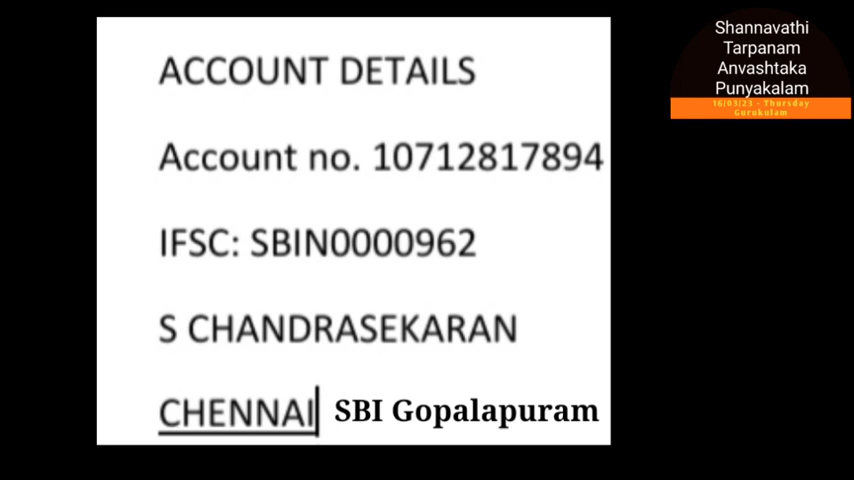 ACCOUNT DETAILS
Account no. 10712817894
IFSC: SBIN0000962
S CHANDRASEKARAN
CHENNAI SBI Gopalapuram
Shannavathi
Tarpanam
Anvashtaka
Punyakalam
16/03/23 - Thursday
Gurukulam